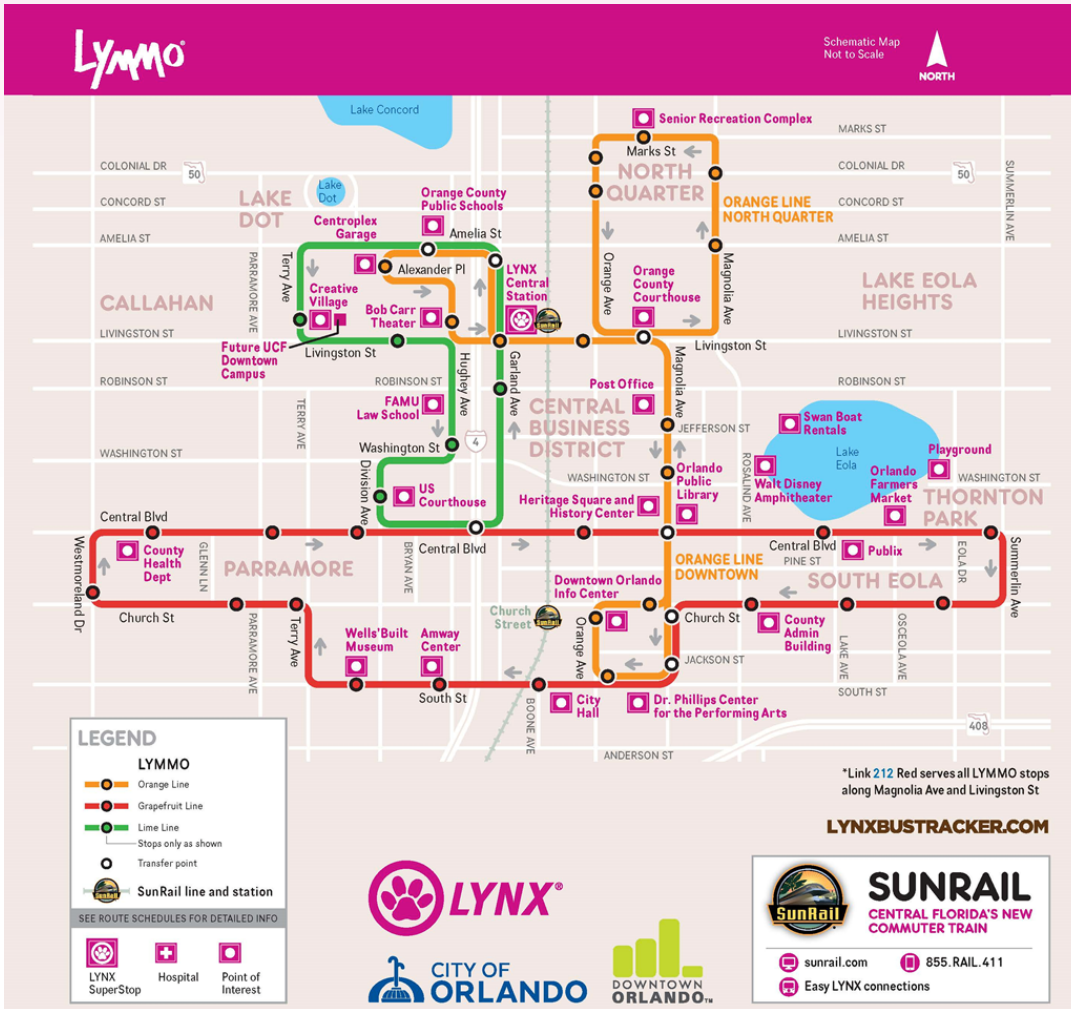 LYMMO®
Schematic Map
Not to Scale
NORTH
Lake Concord
Senior Recreation Complex
MARKS ST
Marks St
COLONIAL DR
50
COLONIAL DR
50
SUMMERLIN AVE
NORTH
QUARTER
Lake
Dot
LAKE
DOT
Orange County
Public Schools
CONCORD ST
ORANGE LINE
NORTH QUARTER
CONCORD ST
Centroplex
Garage
Amelia St
AMELIA ST
AMELIA ST
PARRAMORE AVE
Terry Ave
Alexander Pl
LYNX
Central
Station
SunRail
Orange Ave
Orange
County
Courthouse
Magnolia Ave
LAKE EOLA
HEIGHTS
CALLAHAN
Creative
Village
Bob Carr
Theater
LIVINGSTON ST
Future UCF
Downtown
Campus
Livingston St
Livingston St
LIVINGSTON ST
Hughey Ave
Garland Ave
Magnolia Ave
ROBINSON ST
ROBINSON ST
ROBINSON ST
Post Office
FAMU
Law School
TERRY AVE
CENTRAL
BUSINESS
DISTRICT
JEFFERSON ST
Swan Boat
Rentals
Lake
Eola
4
Washington St
WASHINGTON ST
WASHINGTON ST
Orlando
Public
Library
ROSALIND AVE
Walt Disney
Amphitheater
Orlando
Farmers
Market
Playground
WASHINGTON ST
THORNTON
PARK
Division Ave
US
Courthouse
Heritage Square and
History Center
Central Blvd
Central Blvd
Central Blvd
PINE ST
Publix
Westmoreland Dr
County
Health
Dept
GLENN LN
PARRAMORE
BRYAN AVE
ORANGE LINE
DOWNTOWN
SOUTH EOLA
EOLA DR
Summerlin Ave
Downtown Orlando
Info Center
Church St
PARRAMORE AVE
Terry Ave
Church
Street
SunRail
Orange Ave
Church St
County
Admin
Building
LAKE AVE
OSCEOLA AVE
Wells'Built
Museum
Amway
Center
JACKSON ST
South St
SOUTH ST
BOONE AVE
City
Hall
Dr. Phillips Center
for the Performing Arts
408
ANDERSON ST
LEGEND
LYMMO
Orange Line
Grapefruit Line
Lime Line
Stops only as shown
Transfer point
SunRail
SunRail line and station
SEE ROUTE SCHEDULES FOR DETAILED INFO
LYNX
SuperStop
Hospital
Point of
Interest
*Link 212 Red serves all LYMMO stops
along Magnolia Ave and Livingston St
LYNXBUSTRACKER.COM
LYNX®
CITY OF
ORLANDO
DOWNTOWN
ORLANDO™
SunRail
SUNRAIL
CENTRAL FLORIDA'S NEW
COMMUTER TRAIN
sunrail.com
855.RAIL.411
Easy LYNX connections